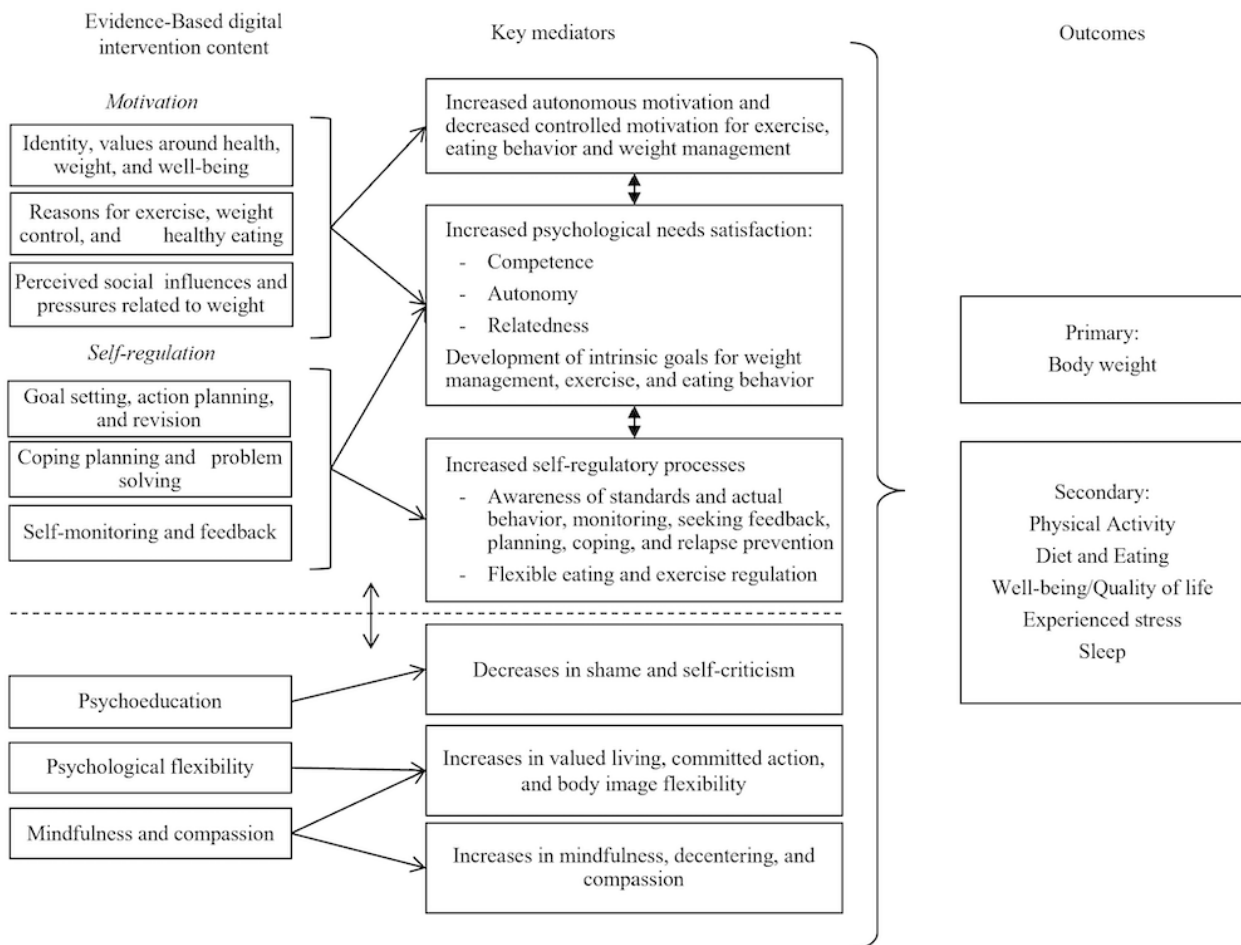 Evidence-Based digital
intervention content
Key mediators
Outcomes
Motivation
Identity, values around health,
weight, and well-being
Reasons for exercise, weight
control, and healthy eating
Perceived social influences and
pressures related to weight
Self-regulation
Goal setting, action planning,
and revision
Coping planning and problem
solving
Self-monitoring and feedback
Psychoeducation
Psychological flexibility
Mindfulness and compassion
Increased autonomous motivation and
decreased controlled motivation for exercise,
eating behavior and weight management
Increased psychological needs satisfaction:
- Competence
- Autonomy
- Relatedness
Development of intrinsic goals for weight
management, exercise, and eating behavior
Increased self-regulatory processes
- Awareness of standards and actual
behavior, monitoring, seeking feedback,
planning, coping, and relapse prevention
- Flexible eating and exercise regulation
Decreases in shame and self-criticism
Increases in valued living, committed action,
and body image flexibility
Increases in mindfulness, decentering, and
compassion
Primary:
Body weight
Secondary:
Physical Activity
Diet and Eating
Well-being/Quality of life
Experienced stress
Sleep